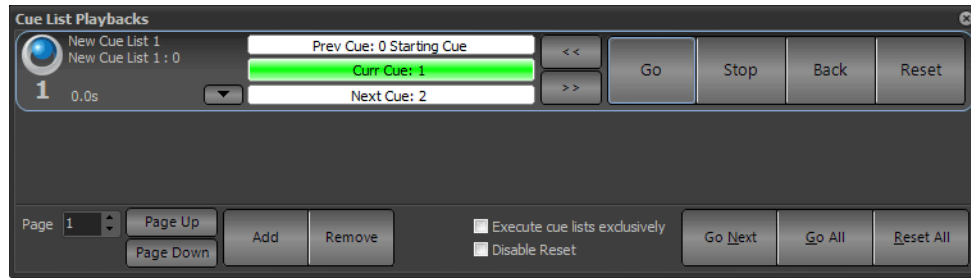 Cue List Playbacks
New Cue List 1
New Cue List 1 : 0
1
0.0s
Prev Cue: 0 Starting Cue
Curr Cue: 1
Next Cue: 2
<<
>>
Go
Stop
Back
Reset
Page
1
Page Up
Page Down
Add
Remove
Execute cue lists exclusively
Disable Reset
Go Next
Go All
Reset All